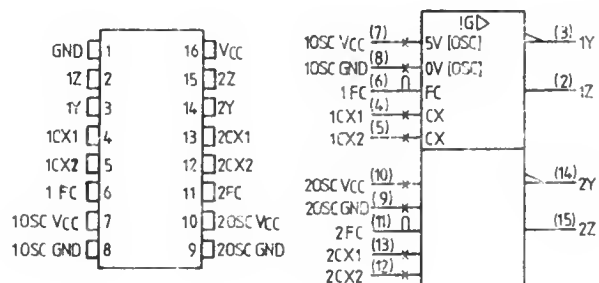 GND 1 16 VCC
1Z 2 15 2Z
1Y 3 14 2Y
1CX1 4 13 2CX1
1CX2 5 12 2CX2
1 FC 6 11 2FC
1OSC VCC 7 10 2OSC VCC
1OSC GND 8 9 2OSC GND
!G▷
1OSC VCC (7) 5V [OSC] (3) 1Y
1OSC GND (8) 0V [OSC]
1 FC (6) FC (2) 1Z
1CX1 (4) CX
1CX2 (5) CX
2OSC VCC (10) (14) 2Y
2OSC GND (9)
2FC (11) (15) 2Z
2CX1 (13)
2CX2 (12)